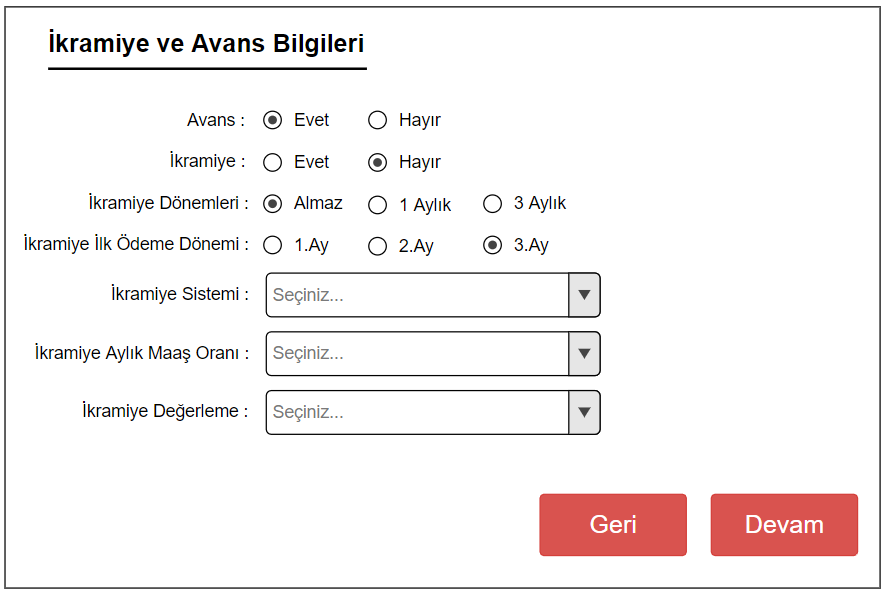 İkramiye ve Avans Bilgileri
Avans : Evet Hayır
İkramiye : Evet Hayır
İkramiye Dönemleri : Almaz 1 Aylık 3 Aylık
İkramiye İlk Ödeme Dönemi : 1.Ay 2.Ay 3.Ay
İkramiye Sistemi : Seçiniz...
İkramiye Aylık Maaş Oranı : Seçiniz...
İkramiye Değerleme : Seçiniz...
Geri Devam